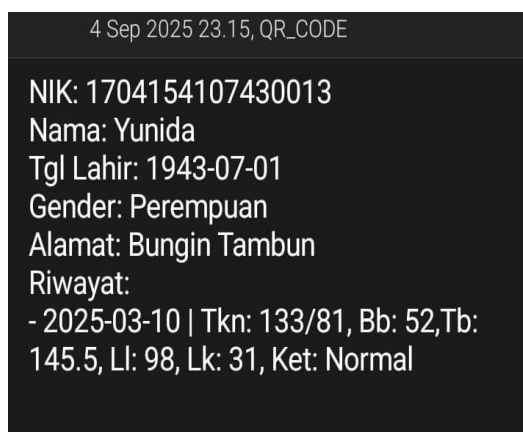 4 Sep 2025 23.15, QR_CODE
NIK: 1704154107430013
Nama: Yunida
Tgl Lahir: 1943-07-01
Gender: Perempuan
Alamat: Bungin Tambun
Riwayat:
- 2025-03-10 | Tkn: 133/81, Bb: 52,Tb:
145.5, Ll: 98, Lk: 31, Ket: Normal